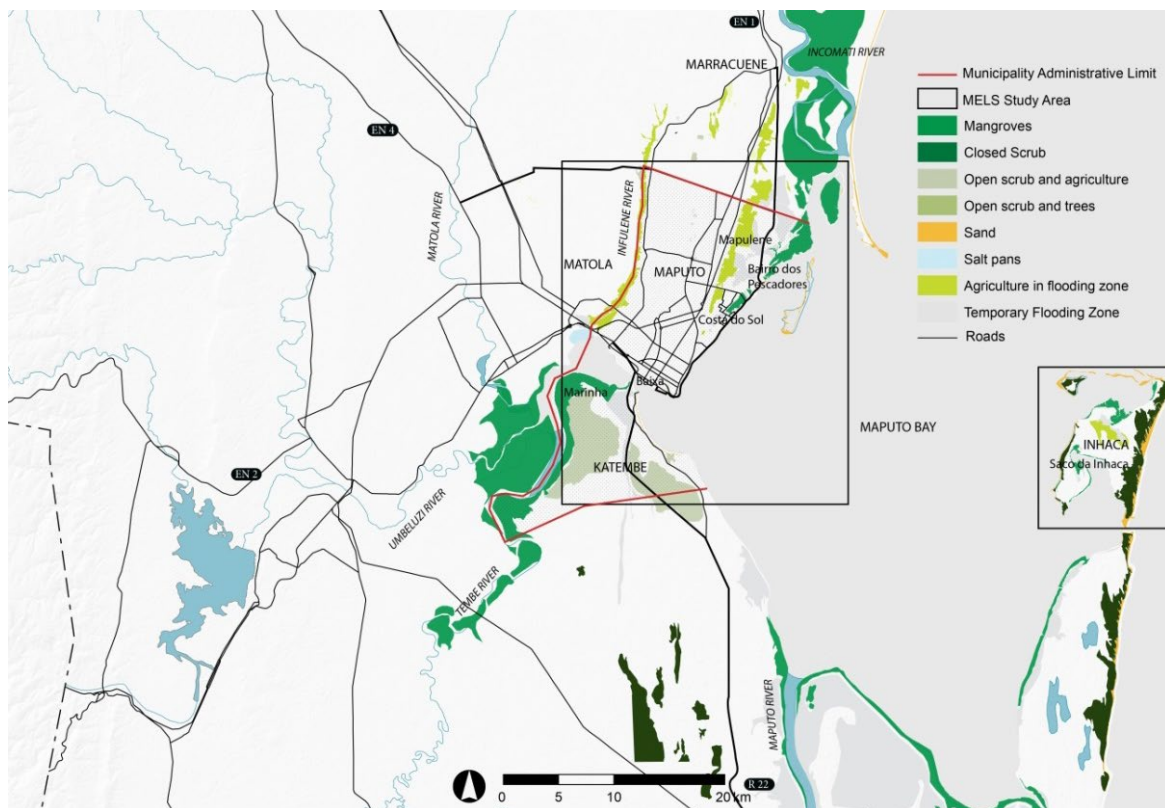 EN 1
INCOMATI RIVER
MARRACUENE
Municipality Administrative Limit
MELS Study Area
Mangroves
Closed Scrub
Open scrub and agriculture
Open scrub and trees
Sand
Salt pans
Agriculture in flooding zone
Temporary Flooding Zone
Roads
EN 4
MATOLA RIVER
INFULENE RIVER
MATOLA
MAPUTO
Mapulene
Bairro dos
Pescadores
Costa do Sol
Marinha
Baixa
MAPUTO BAY
INHACA
Saco da Inhaca
KATEMBE
EN 2
UMBELUZI RIVER
TEMBE RIVER
MAPUTO RIVER
R 22
0 5 10 20 km